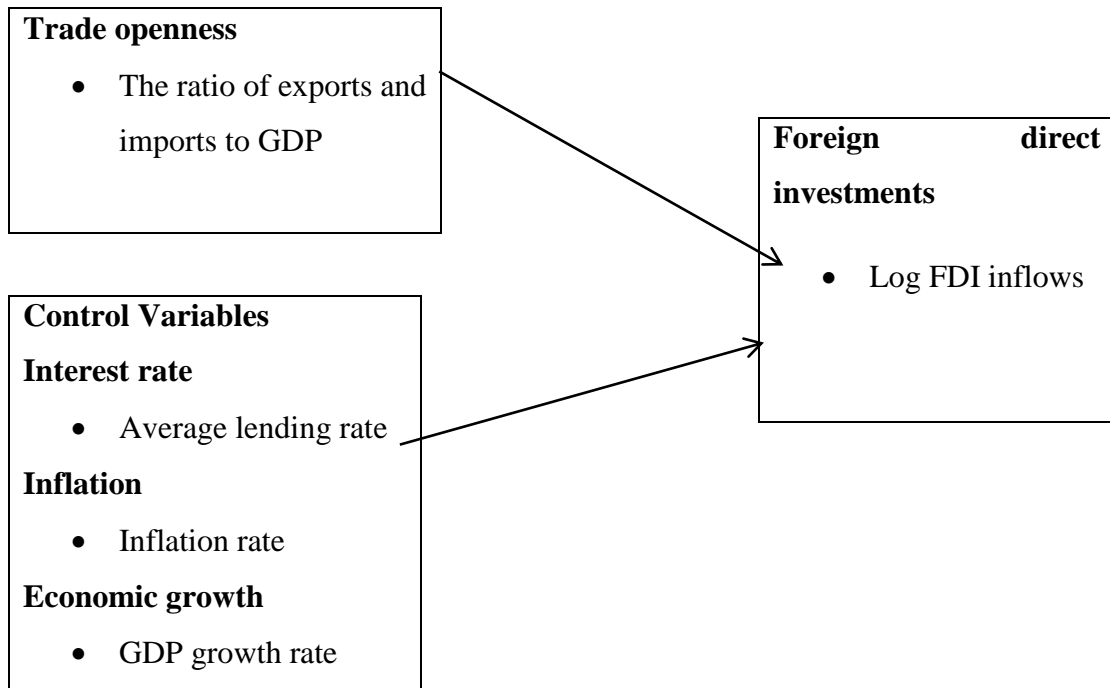 Trade openness
• The ratio of exports and
imports to GDP
Foreign direct
investments
• Log FDI inflows
Control Variables
Interest rate
• Average lending rate
Inflation
• Inflation rate
Economic growth
• GDP growth rate